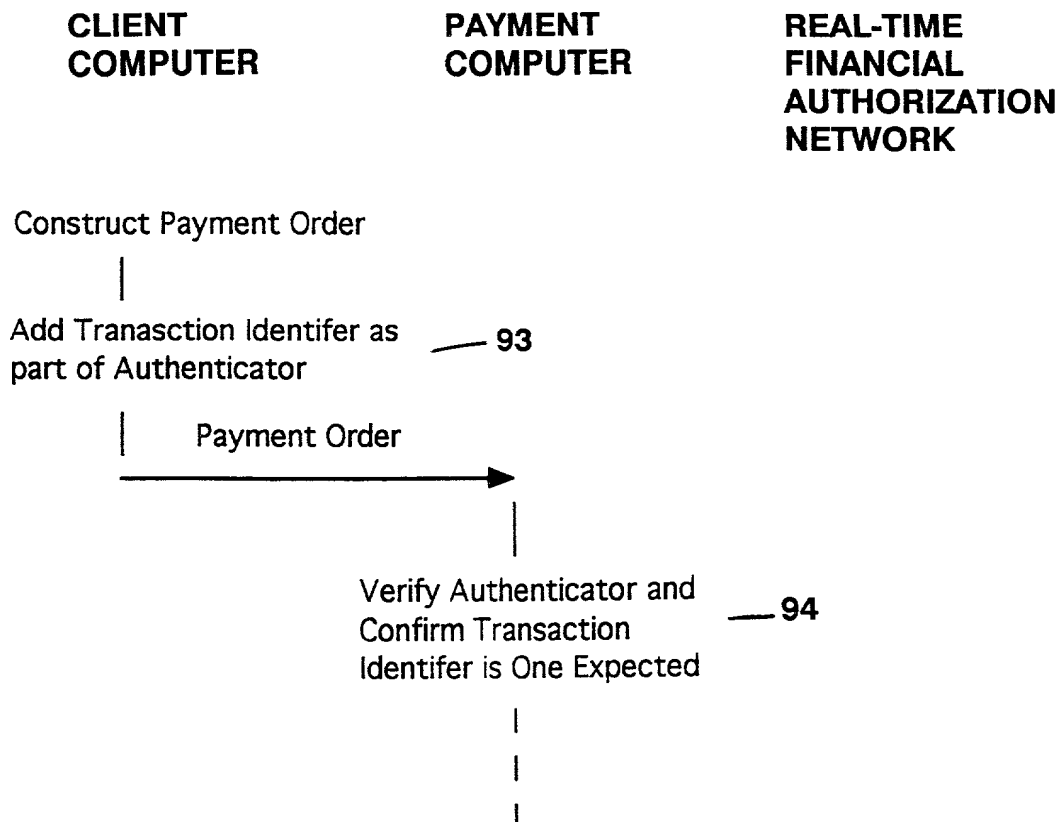 CLIENT
COMPUTER
PAYMENT
COMPUTER
REAL-TIME
FINANCIAL
AUTHORIZATION
NETWORK
Construct Payment Order
Add Tranasction Identifer as
part of Authenticator
93
Payment Order
Verify Authenticator and
Confirm Transaction
Identifer is One Expected
94